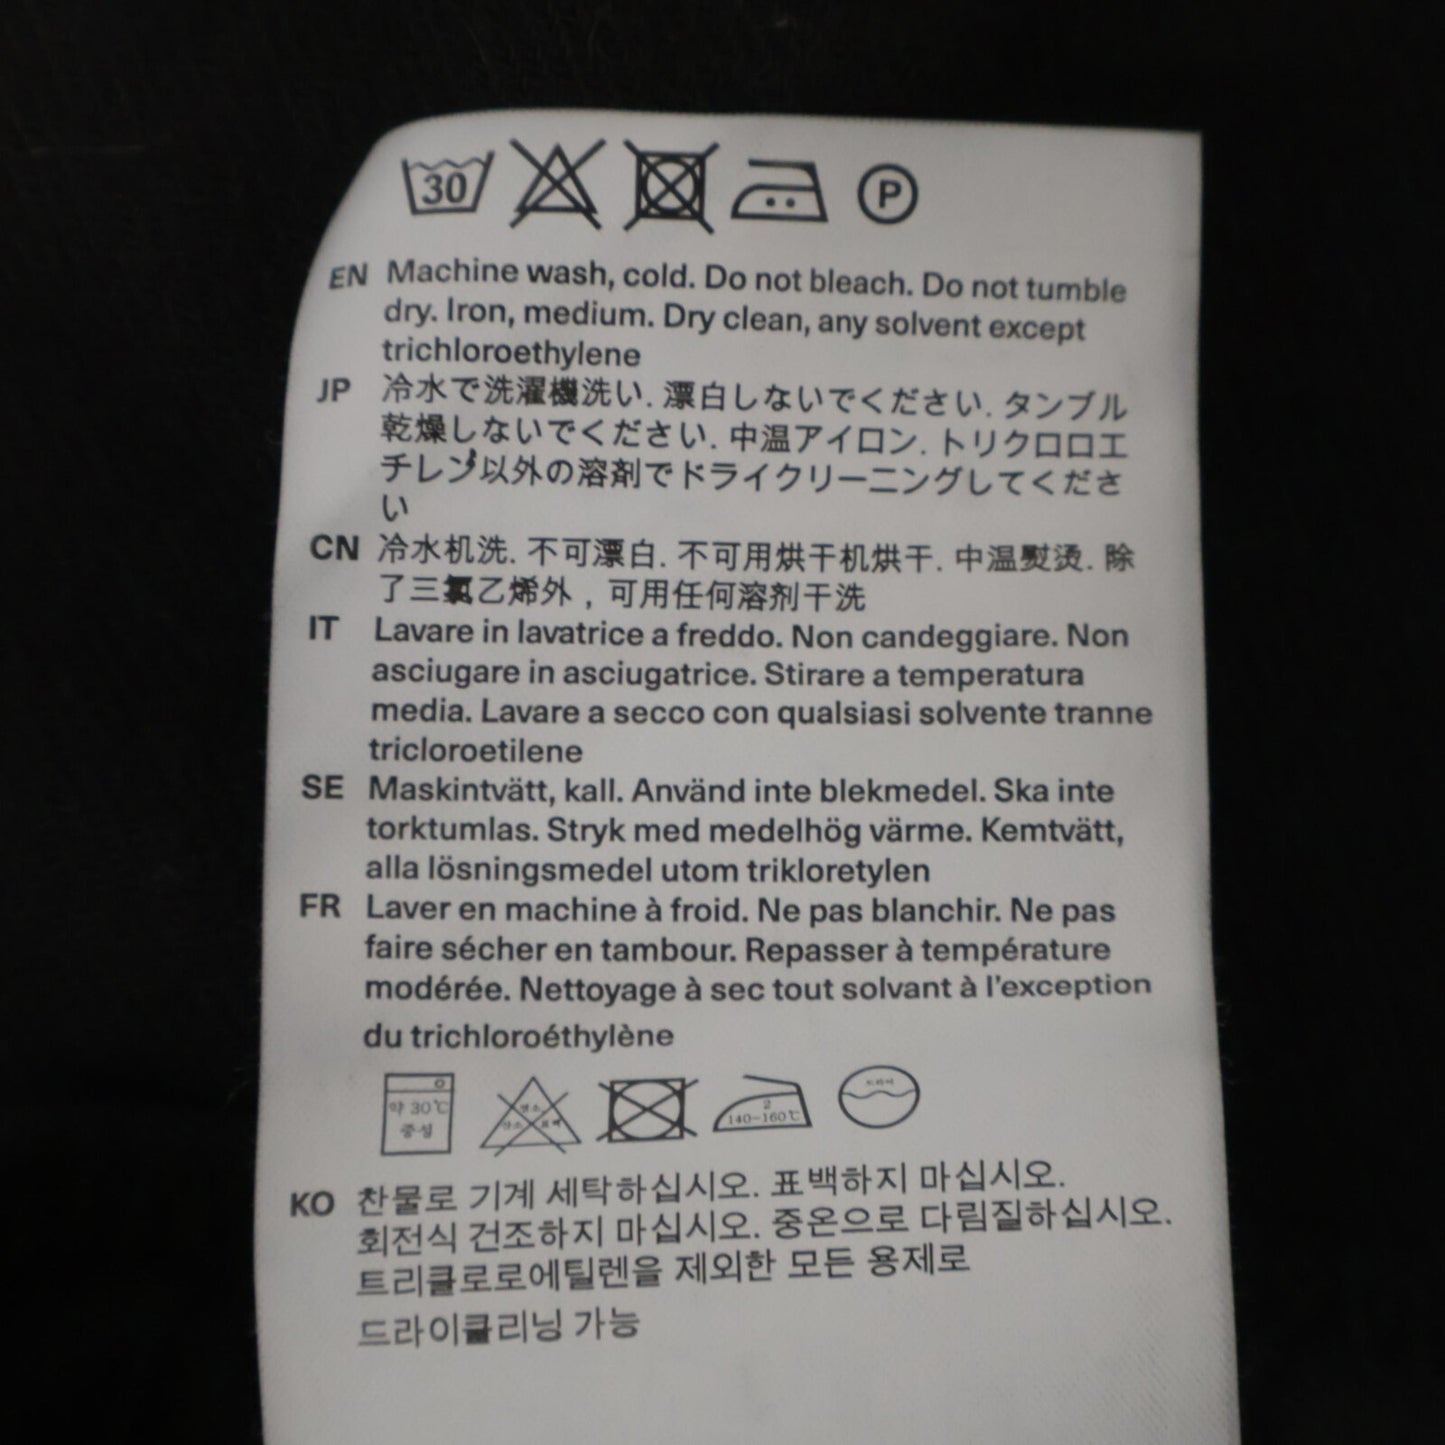 30 P
EN Machine wash, cold. Do not bleach. Do not tumble
dry. Iron, medium. Dry clean, any solvent except
trichloroethylene
JP 冷水で洗濯機洗い. 漂白しないでください. タンブル
乾燥しないでください. 中温アイロン. トリクロロエ
チレン以外の溶剤でドライクリーニングしてくださ
い
CN 冷水机洗. 不可漂白. 不可用烘干机烘干. 中温熨烫. 除
了三氯乙烯外，可用任何溶剂干洗
IT Lavare in lavatrice a freddo. Non candeggiare. Non
asciugare in asciugatrice. Stirare a temperatura
media. Lavare a secco con qualsiasi solvente tranne
tricloroetilene
SE Maskintvätt, kall. Använd inte blekmedel. Ska inte
torktumlas. Stryk med medelhög värme. Kemtvätt,
alla lösningsmedel utom trikloretylen
FR Laver en machine à froid. Ne pas blanchir. Ne pas
faire sécher en tambour. Repasser à température
modérée. Nettoyage à sec tout solvant à l'exception
du trichloroéthylène
약 30℃ 2 드라이
중성 140~160℃
KO 찬물로 기계 세탁하십시오. 표백하지 마십시오.
회전식 건조하지 마십시오. 중온으로 다림질하십시오.
트리클로로에틸렌을 제외한 모든 용제로
드라이클리닝 가능